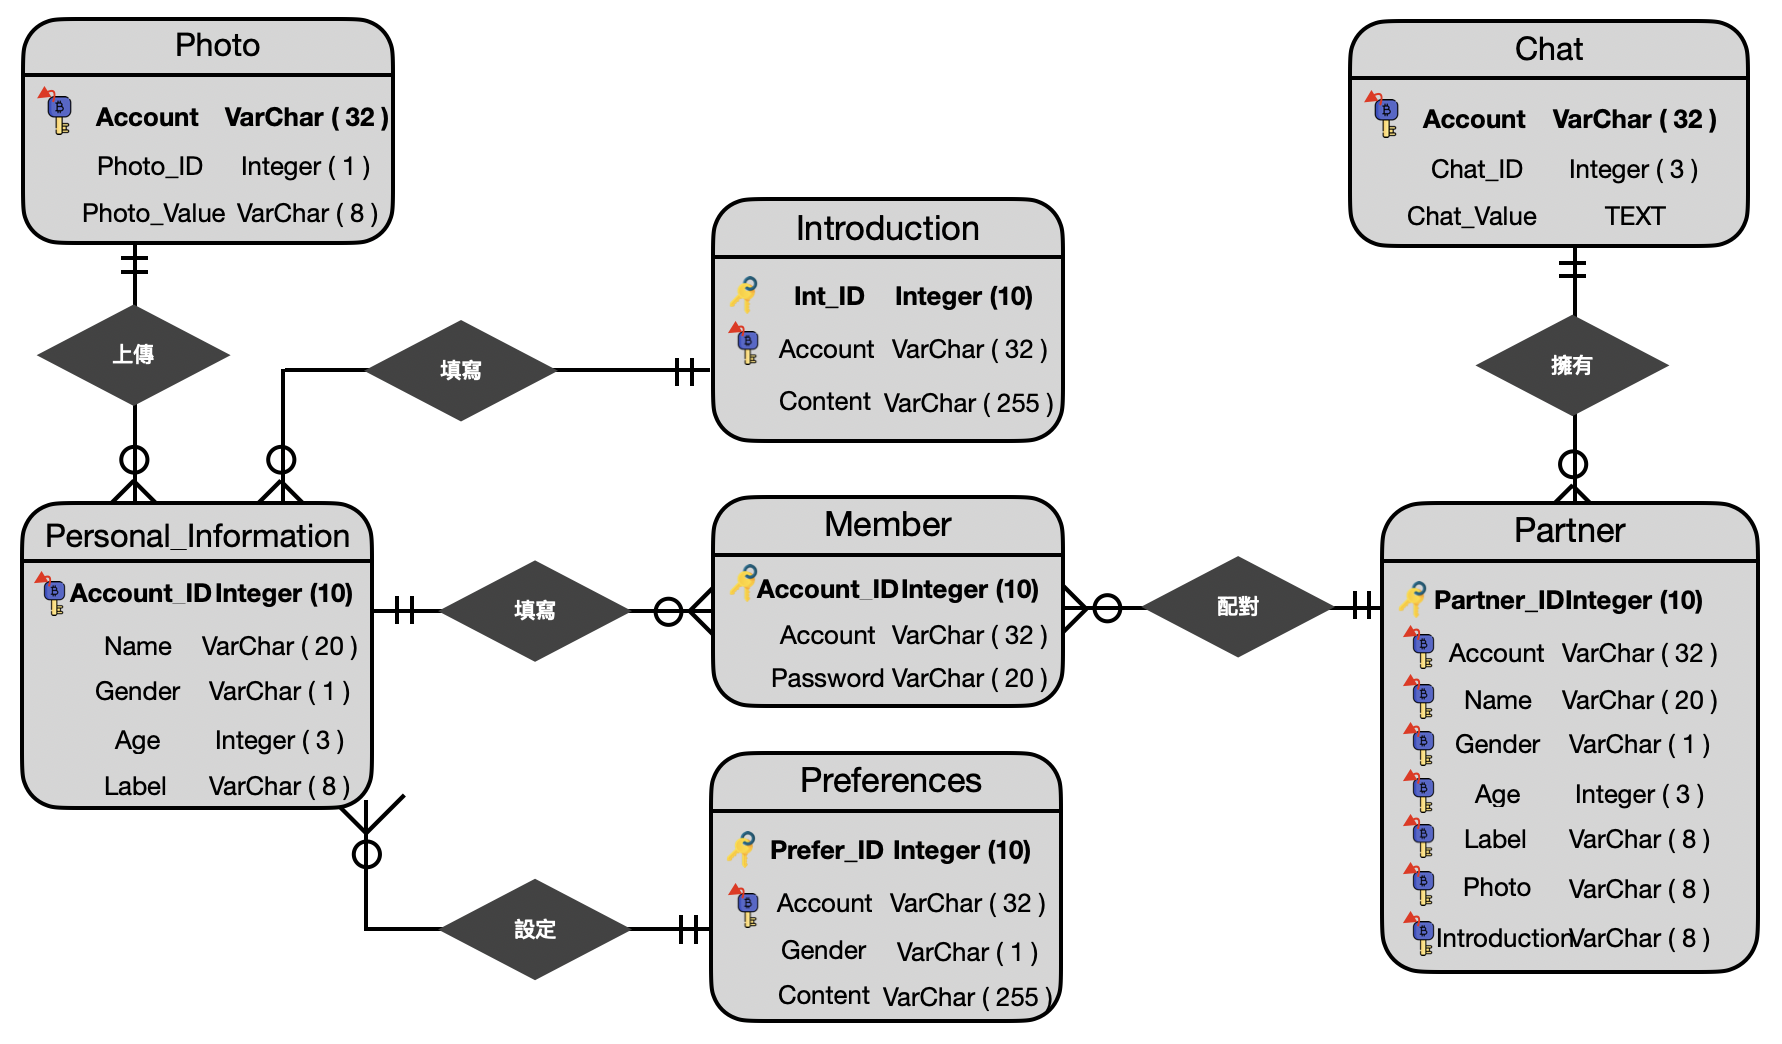 Photo
Account VarChar ( 32 )
Photo_ID Integer ( 1 )
Photo_Value VarChar ( 8 )
上傳
填寫
Introduction
Int_ID Integer (10)
Account VarChar ( 32 )
Content VarChar ( 255 )
Chat
Account VarChar ( 32 )
Chat_ID Integer ( 3 )
Chat_Value TEXT
擁有
Personal_Information
Account_ID Integer (10)
Name VarChar ( 20 )
Gender VarChar ( 1 )
Age Integer ( 3 )
Label VarChar ( 8 )
填寫
Member
Account_ID Integer (10)
Account VarChar ( 32 )
Password VarChar ( 20 )
配對
Partner
Partner_ID Integer (10)
Account VarChar ( 32 )
Name VarChar ( 20 )
Gender VarChar ( 1 )
Age Integer ( 3 )
Label VarChar ( 8 )
Photo VarChar ( 8 )
Introduction VarChar ( 8 )
設定
Preferences
Prefer_ID Integer (10)
Account VarChar ( 32 )
Gender VarChar ( 1 )
Content VarChar ( 255 )